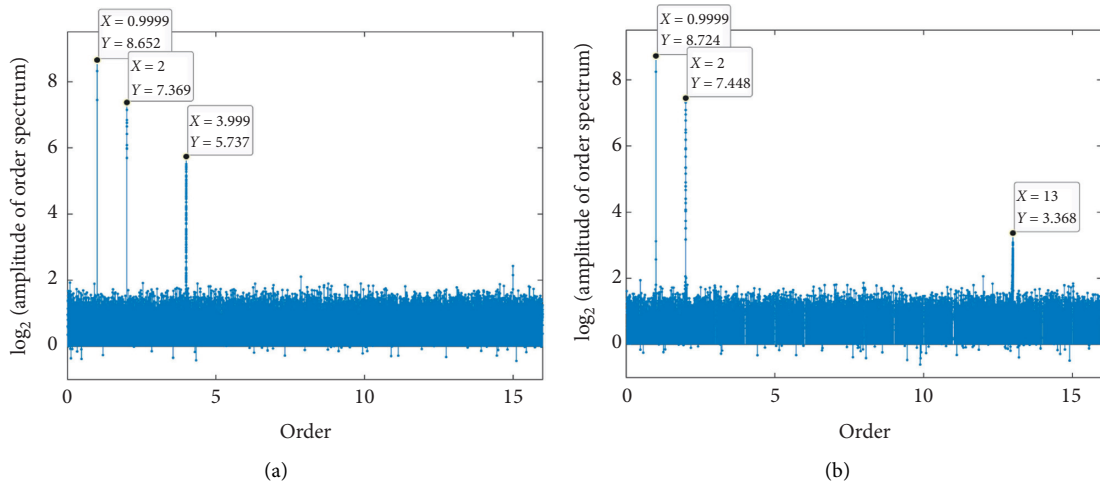 X = 0.9999
Y = 8.652
X = 2
Y = 7.369
X = 3.999
Y = 5.737
8
6
4
2
0
0
5
10
15
log₂ (amplitude of order spectrum)
Order
(a)
X = 0.9999
Y = 8.724
X = 2
Y = 7.448
X = 13
Y = 3.368
8
6
4
2
0
0
5
10
15
log₂ (amplitude of order spectrum)
Order
(b)